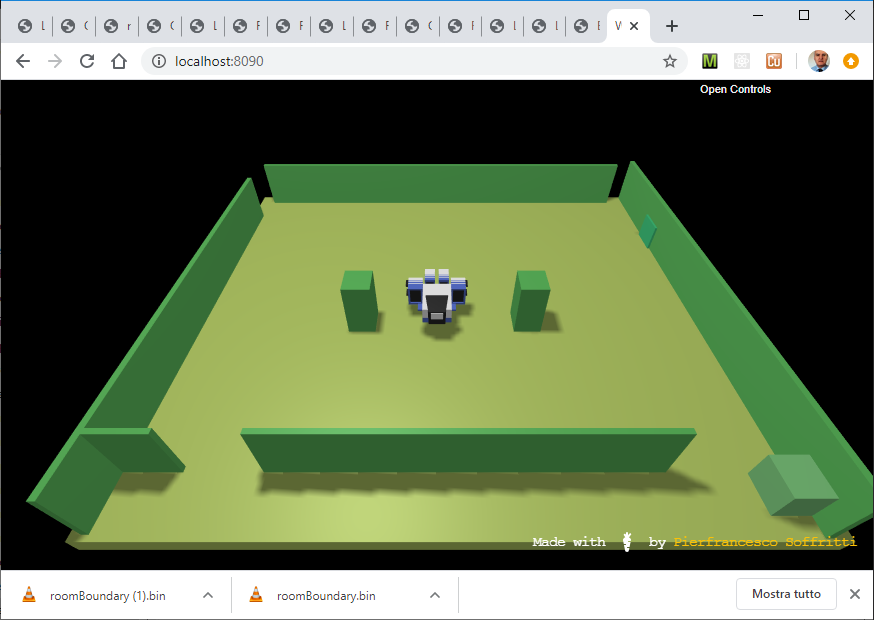 localhost:8090
Open Controls
Made with by Pierfrancesco Soffritti
roomBoundary (1).bin
roomBoundary.bin
Mostra tutto